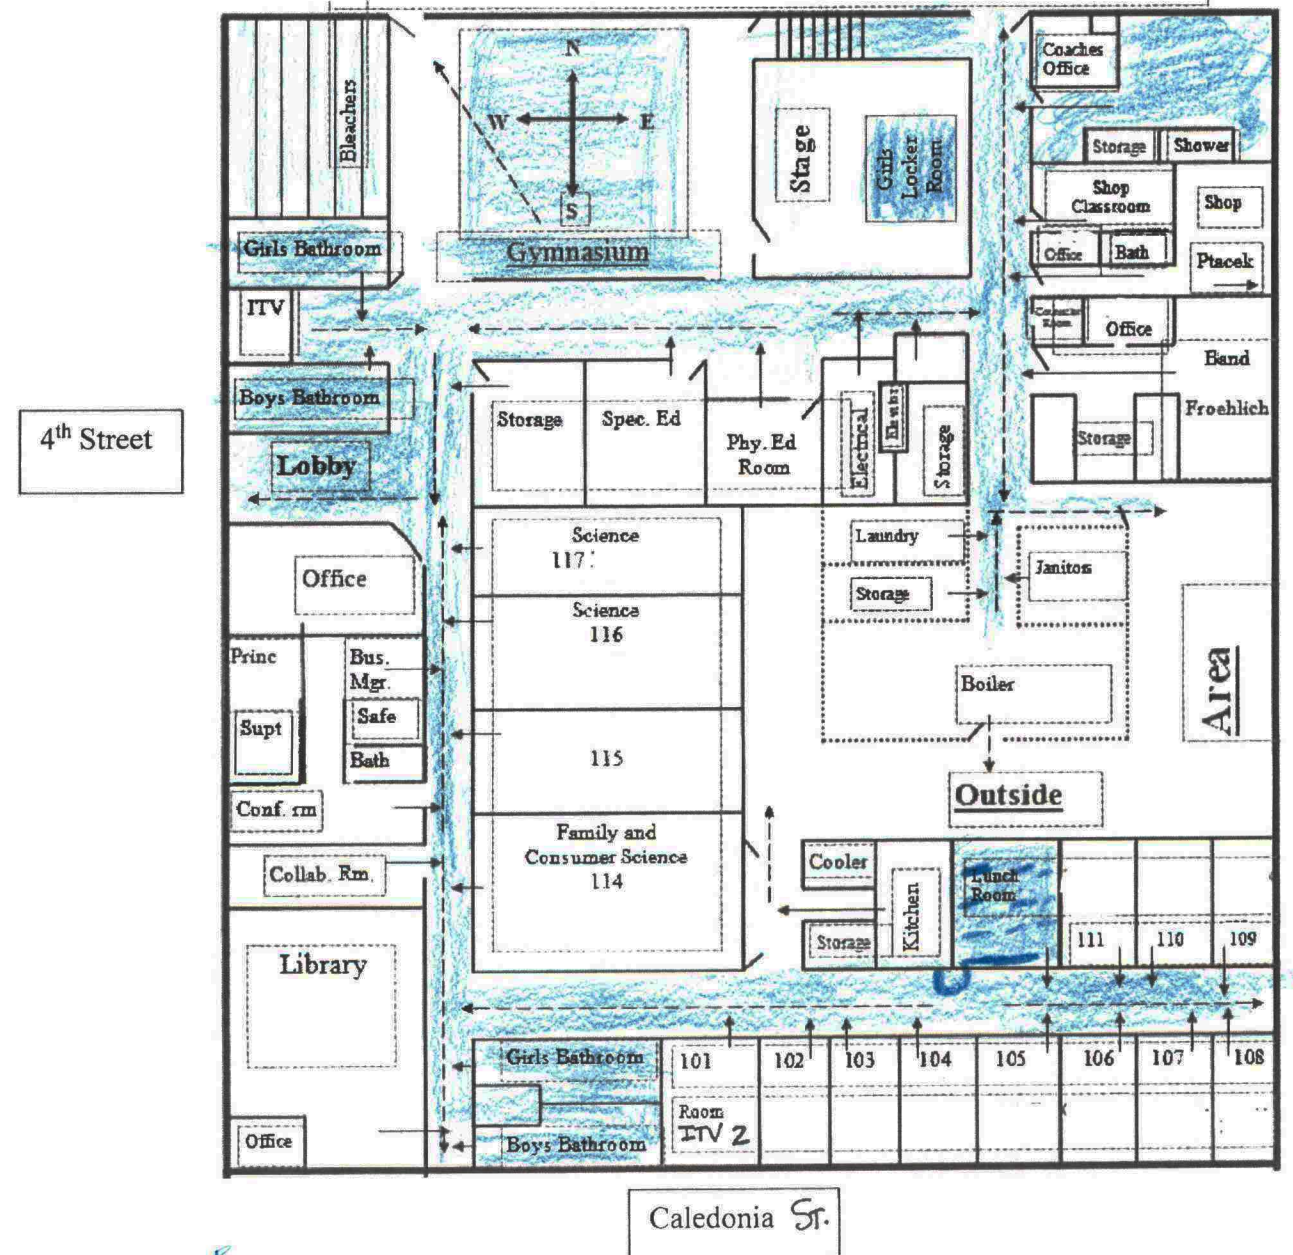 Bleachers
N
W
E
S
Gymnasium
Stage
Girls
Locker
Room
Coaches
Office
Storage
Shower
Shop
Classroom
Shop
Office
Bath
Ptacek
Girls Bathroom
ITV
Boys Bathroom
Lobby
4th Street
Room
Office
Band
Froehlich
Storage
Storage
Spec. Ed
Phy. Ed
Room
Electrical
Storage
Science
117
Science
116
115
Family and
Consumer Science
114
Laundry
Storage
Janitors
Boiler
Area
Outside
Office
Princ
Bus.
Mgr.
Safe
Supt
Bath
Conf. rm
Collab. Rm.
Library
Office
Cooler
Kitchen
Storage
Lunch
Room
111
110
109
Girls Bathroom
Boys Bathroom
101
102
103
104
105
106
107
108
Room
ITV 2
Caledonia St.